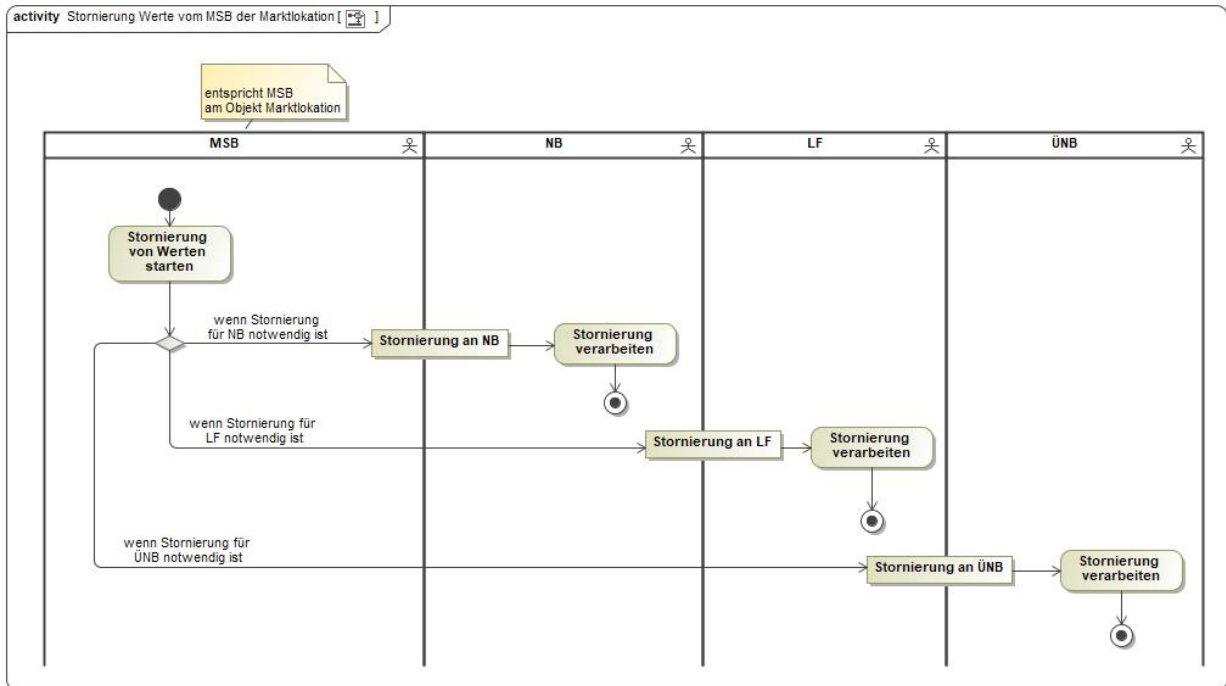 activity Stornierung Werte vom MSB der Marktlokation [ ]
entspricht MSB
am Objekt Marktlokation
MSB
NB
LF
ÜNB
Stornierung
von Werten
starten
wenn Stornierung
für NB notwendig ist
Stornierung an NB
Stornierung
verarbeiten
wenn Stornierung für
LF notwendig ist
Stornierung an LF
Stornierung
verarbeiten
wenn Stornierung für
ÜNB notwendig ist
Stornierung an ÜNB
Stornierung
verarbeiten